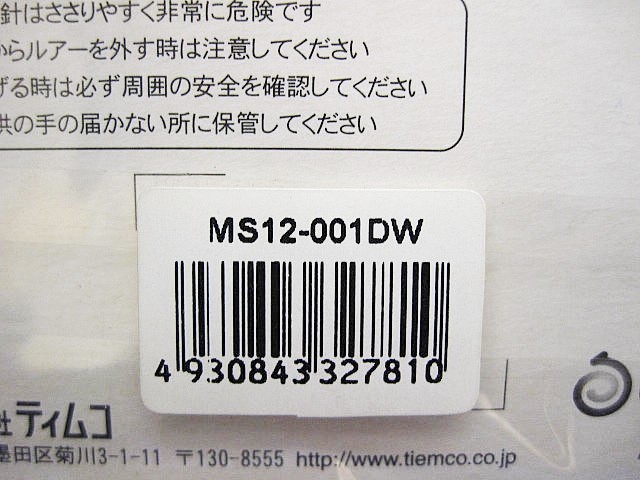 針はささりやすく非常に危険です
からルアーを外す時は注意してください
げる時は必ず周囲の安全を確認してください
供の手の届かない所に保管してください
MS12-001DW
4 930843 327810
社ティムコ
墨田区菊川3-1-11 〒130-8555 http://www.tiemco.co.jp